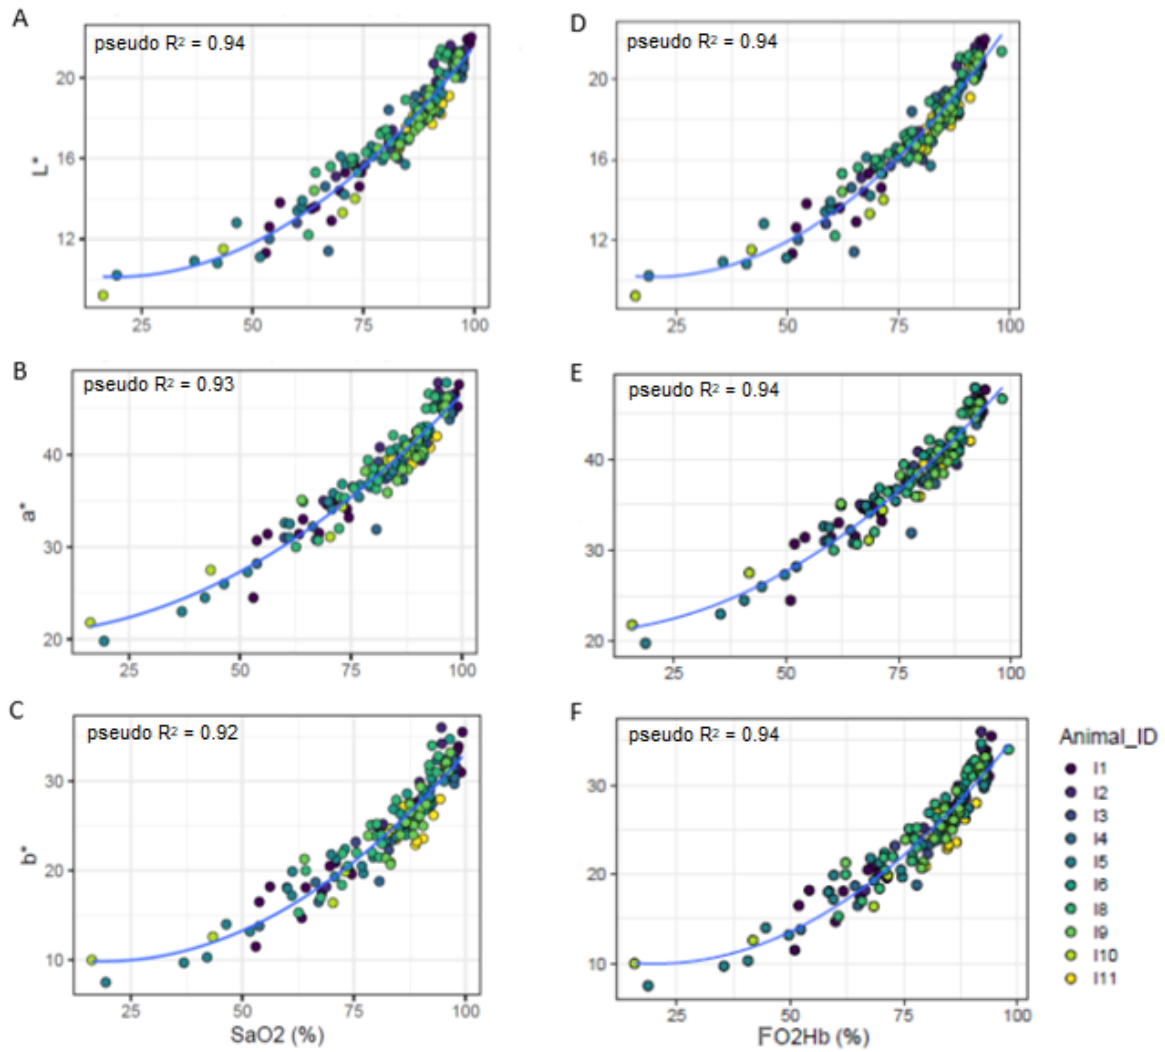 A
pseudo R² = 0.94
20
16
12
L*
25 50 75 100
D
pseudo R² = 0.94
20
16
12
25 50 75 100
B
pseudo R² = 0.93
40
30
20
a*
25 50 75 100
E
pseudo R² = 0.94
40
30
20
25 50 75 100
C
pseudo R² = 0.92
30
20
10
b*
25 50 75 100
SaO2 (%)
F
pseudo R² = 0.94
30
20
10
25 50 75 100
FO2Hb (%)
Animal_ID
I1
I2
I3
I4
I5
I6
I8
I9
I10
I11